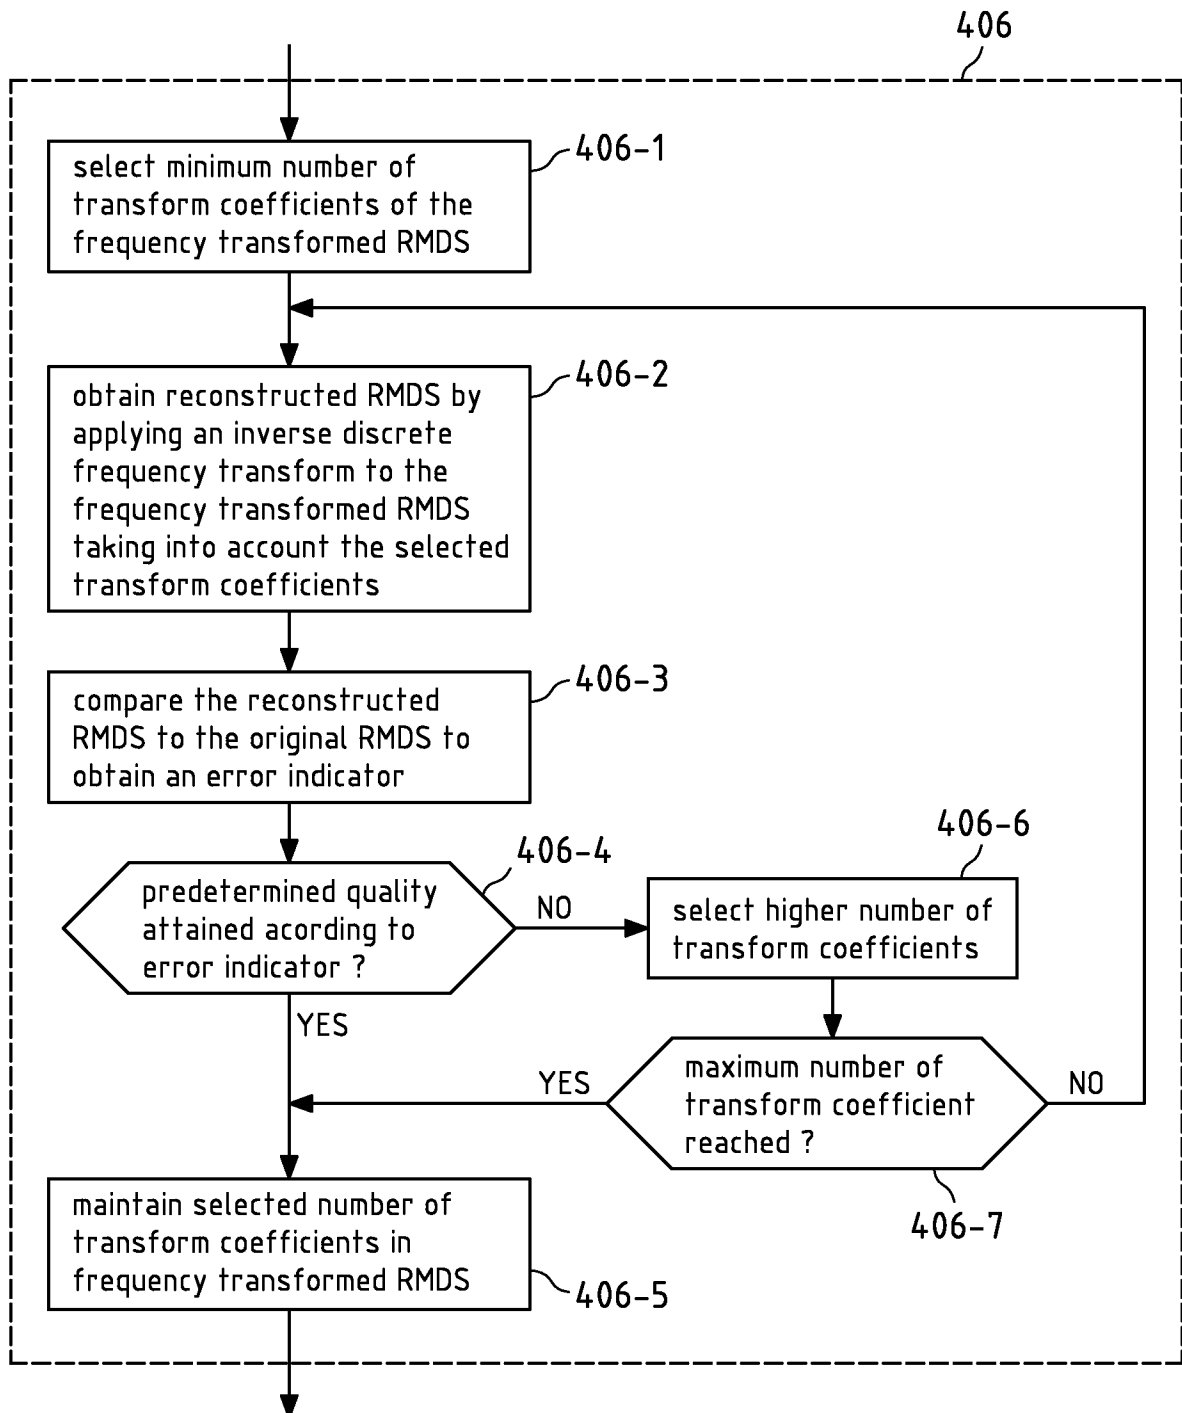 406
select minimum number of
transform coefficients of the
frequency transformed RMDS
406-1
obtain reconstructed RMDS by
applying an inverse discrete
frequency transform to the
frequency transformed RMDS
taking into account the selected
transform coefficients
406-2
compare the reconstructed
RMDS to the original RMDS to
obtain an error indicator
406-3
predetermined quality
attained acording to
error indicator ?
406-4
NO
YES
select higher number of
transform coefficients
406-6
maximum number of
transform coefficient
reached ?
YES
NO
406-7
maintain selected number of
transform coefficients in
frequency transformed RMDS
406-5